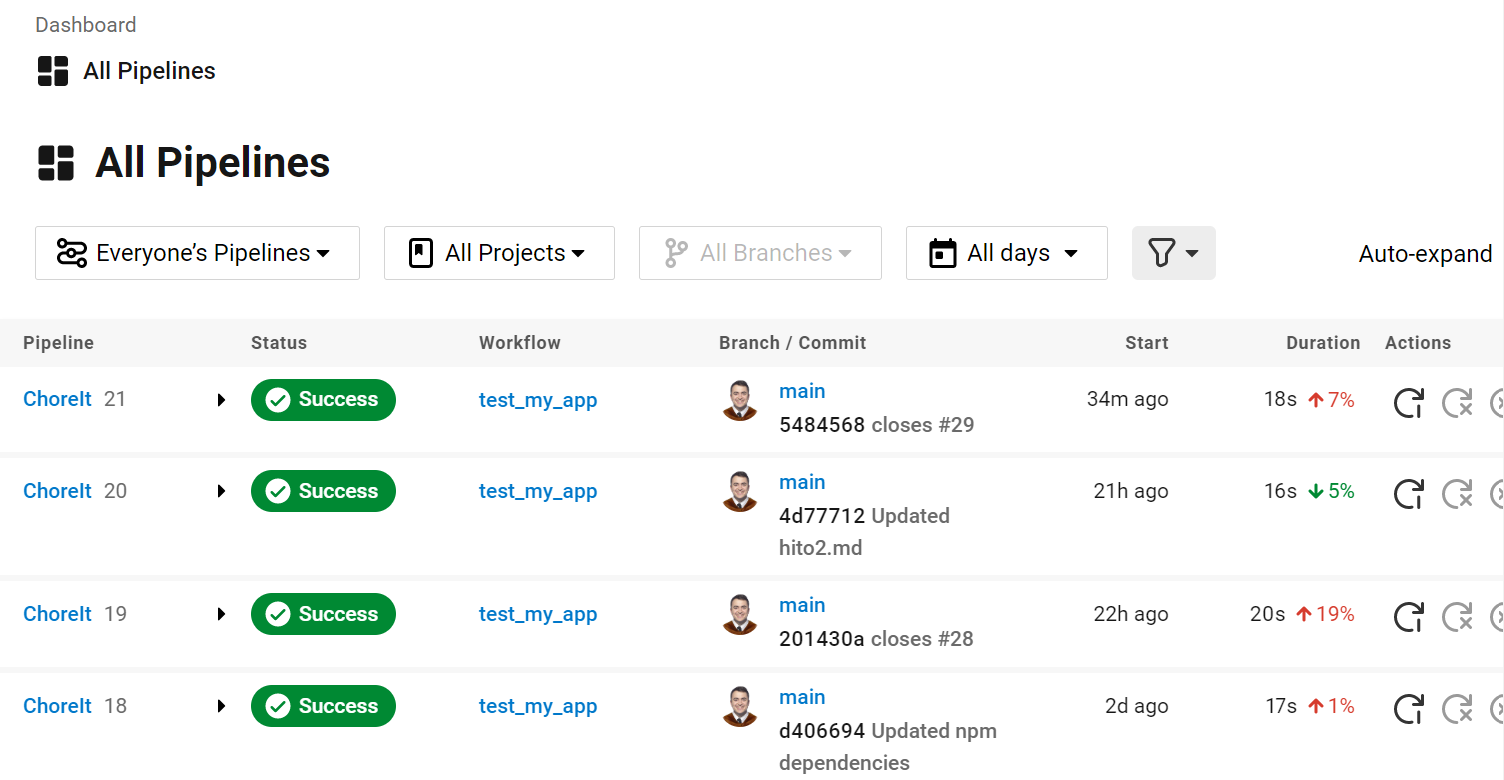 Dashboard
All Pipelines
All Pipelines
Everyone’s Pipelines All Projects All Branches All days Auto-expand
Pipeline Status Workflow Branch / Commit Start Duration Actions
ChoreIt 21 Success test_my_app main 34m ago 18s 7%
5484568 closes #29
ChoreIt 20 Success test_my_app main 21h ago 16s 5%
4d77712 Updated
hito2.md
ChoreIt 19 Success test_my_app main 22h ago 20s 19%
201430a closes #28
ChoreIt 18 Success test_my_app main 2d ago 17s 1%
d406694 Updated npm
dependencies